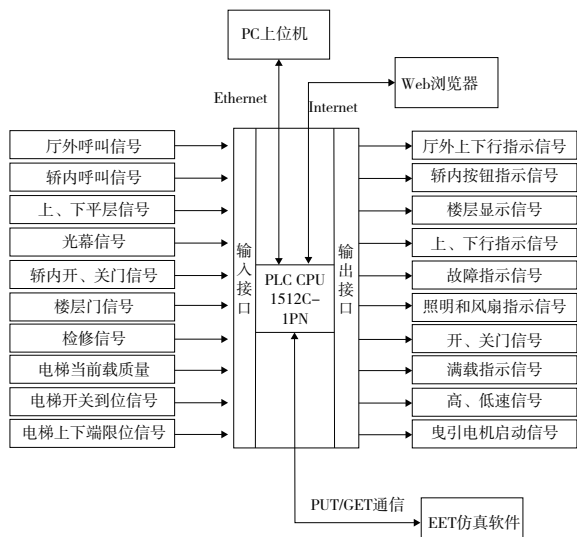 PC上位机
Web浏览器
Ethernet
Internet
厅外呼叫信号
轿内呼叫信号
上、下平层信号
光幕信号
轿内开、关门信号
楼层门信号
检修信号
电梯当前载质量
电梯开关到位信号
电梯上下端限位信号
输入接口
PLC CPU
1512C-
1PN
输出接口
厅外上下行指示信号
轿内按钮指示信号
楼层显示信号
上、下行指示信号
故障指示信号
照明和风扇指示信号
开、关门信号
满载指示信号
高、低速信号
曳引电机启动信号
PUT/GET通信
EET仿真软件